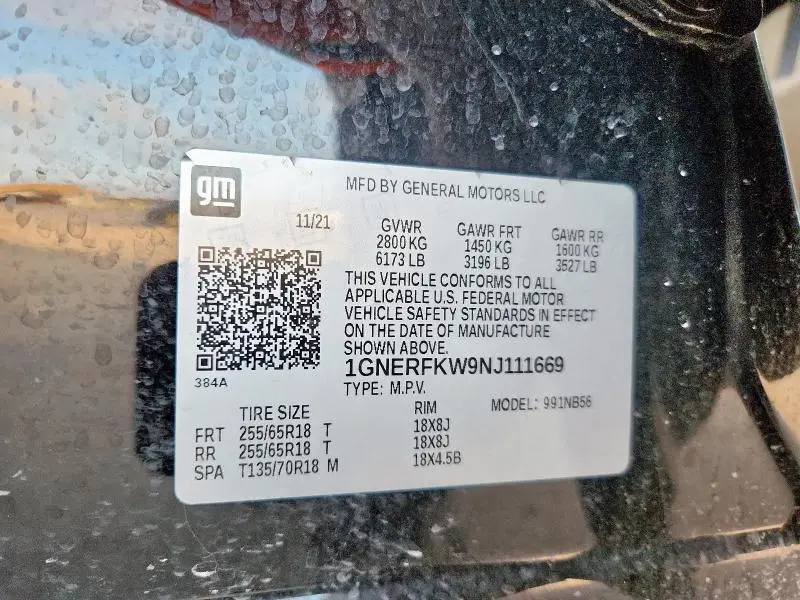 gm
MFD BY GENERAL MOTORS LLC
11/21
GVWR GAWR FRT GAWR RR
2800 KG 1450 KG 1600 KG
6173 LB 3196 LB 3527 LB
THIS VEHICLE CONFORMS TO ALL
APPLICABLE U.S. FEDERAL MOTOR
VEHICLE SAFETY STANDARDS IN EFFECT
ON THE DATE OF MANUFACTURE
SHOWN ABOVE.
1GNERFKW9NJ111669
384A
TYPE: M.P.V.
MODEL: 991NB56
TIRE SIZE RIM
FRT 255/65R18 T 18X8J
RR 255/65R18 T 18X8J
SPA T135/70R18 M 18X4.5B